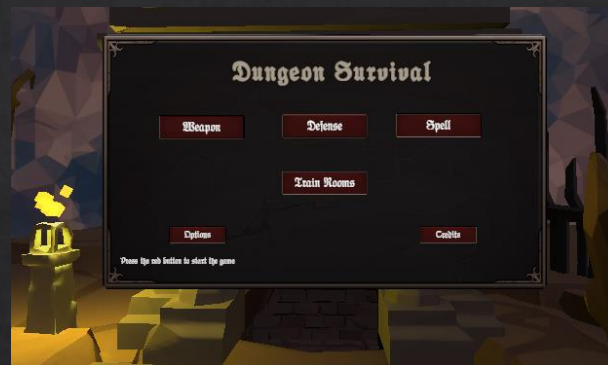 Dungeon Survival
Weapon
Defense
Spell
Train Rooms
Options
Credits
Press the red button to start the game